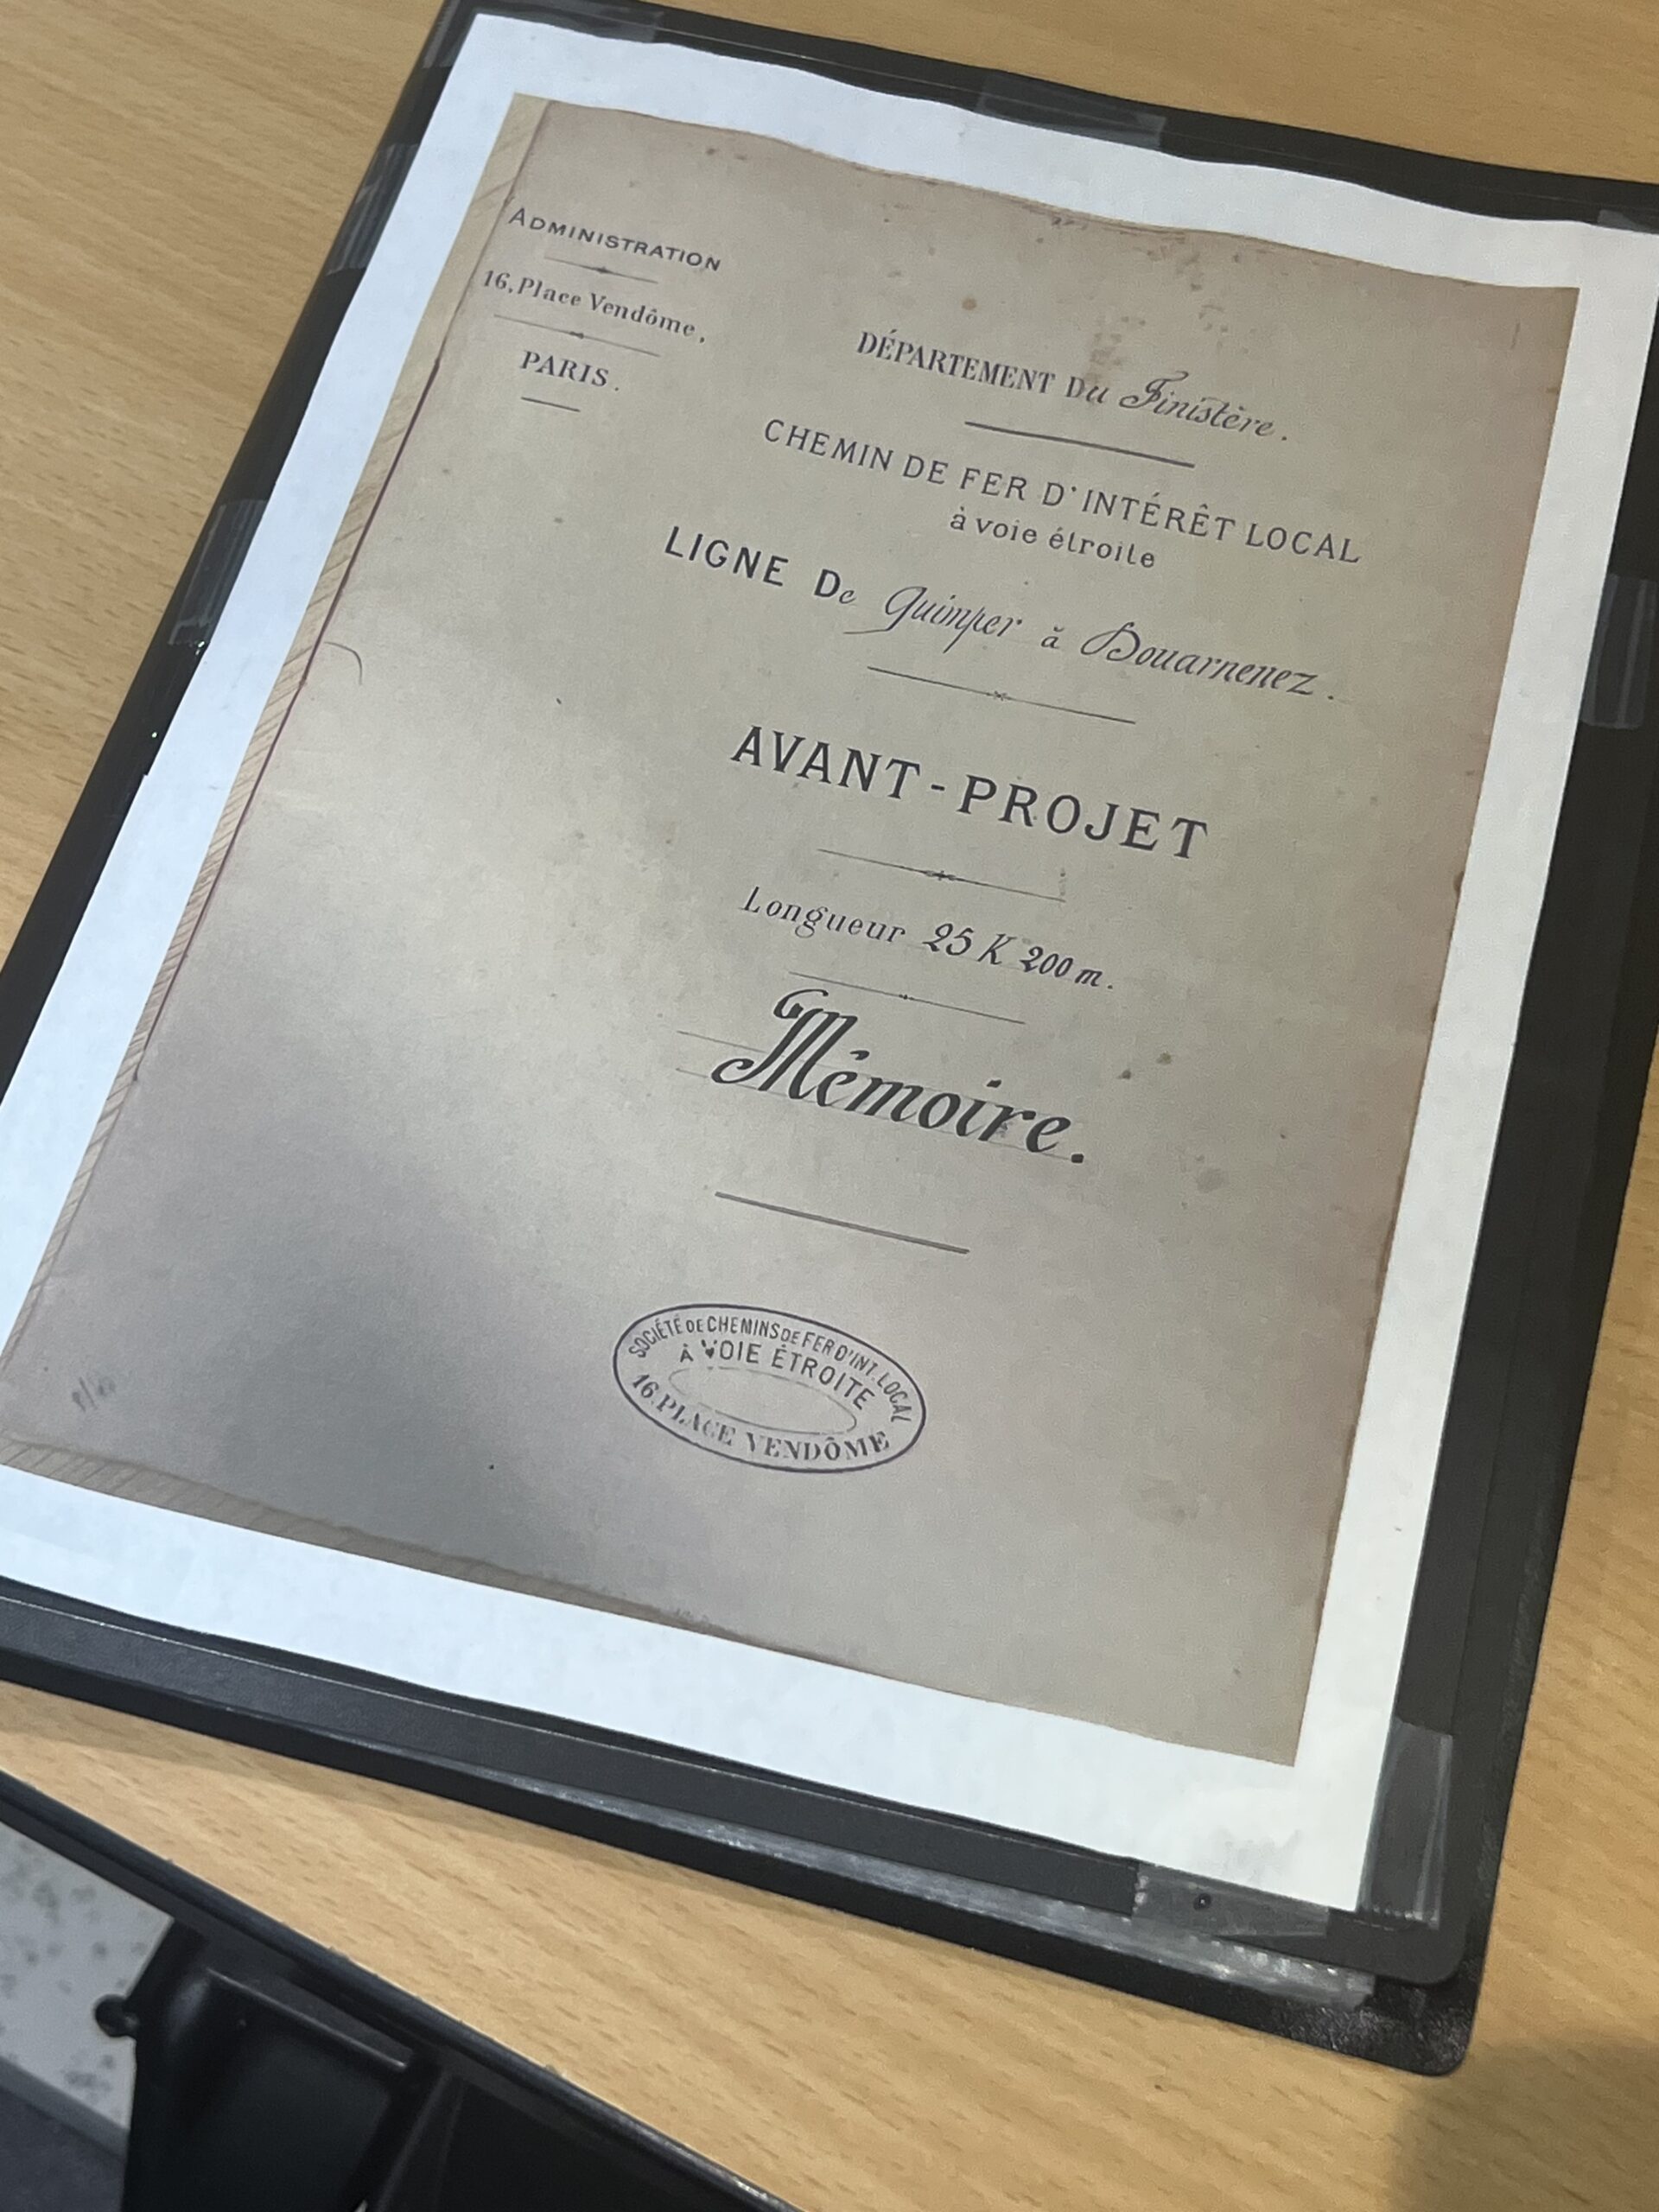 ADMINISTRATION
16, Place Vendôme,
PARIS.
DÉPARTEMENT Du Finistère.
CHEMIN DE FER D'INTÉRÊT LOCAL
à voie étroite
LIGNE De Quimper à Douarnenez.
AVANT-PROJET
Longueur 25 K 200 m.
Mémoire.
SOCIÉTÉ DE CHEMINS DE FER D'INT. LOCAL
À VOIE ÉTROITE
16, PLACE VENDÔME